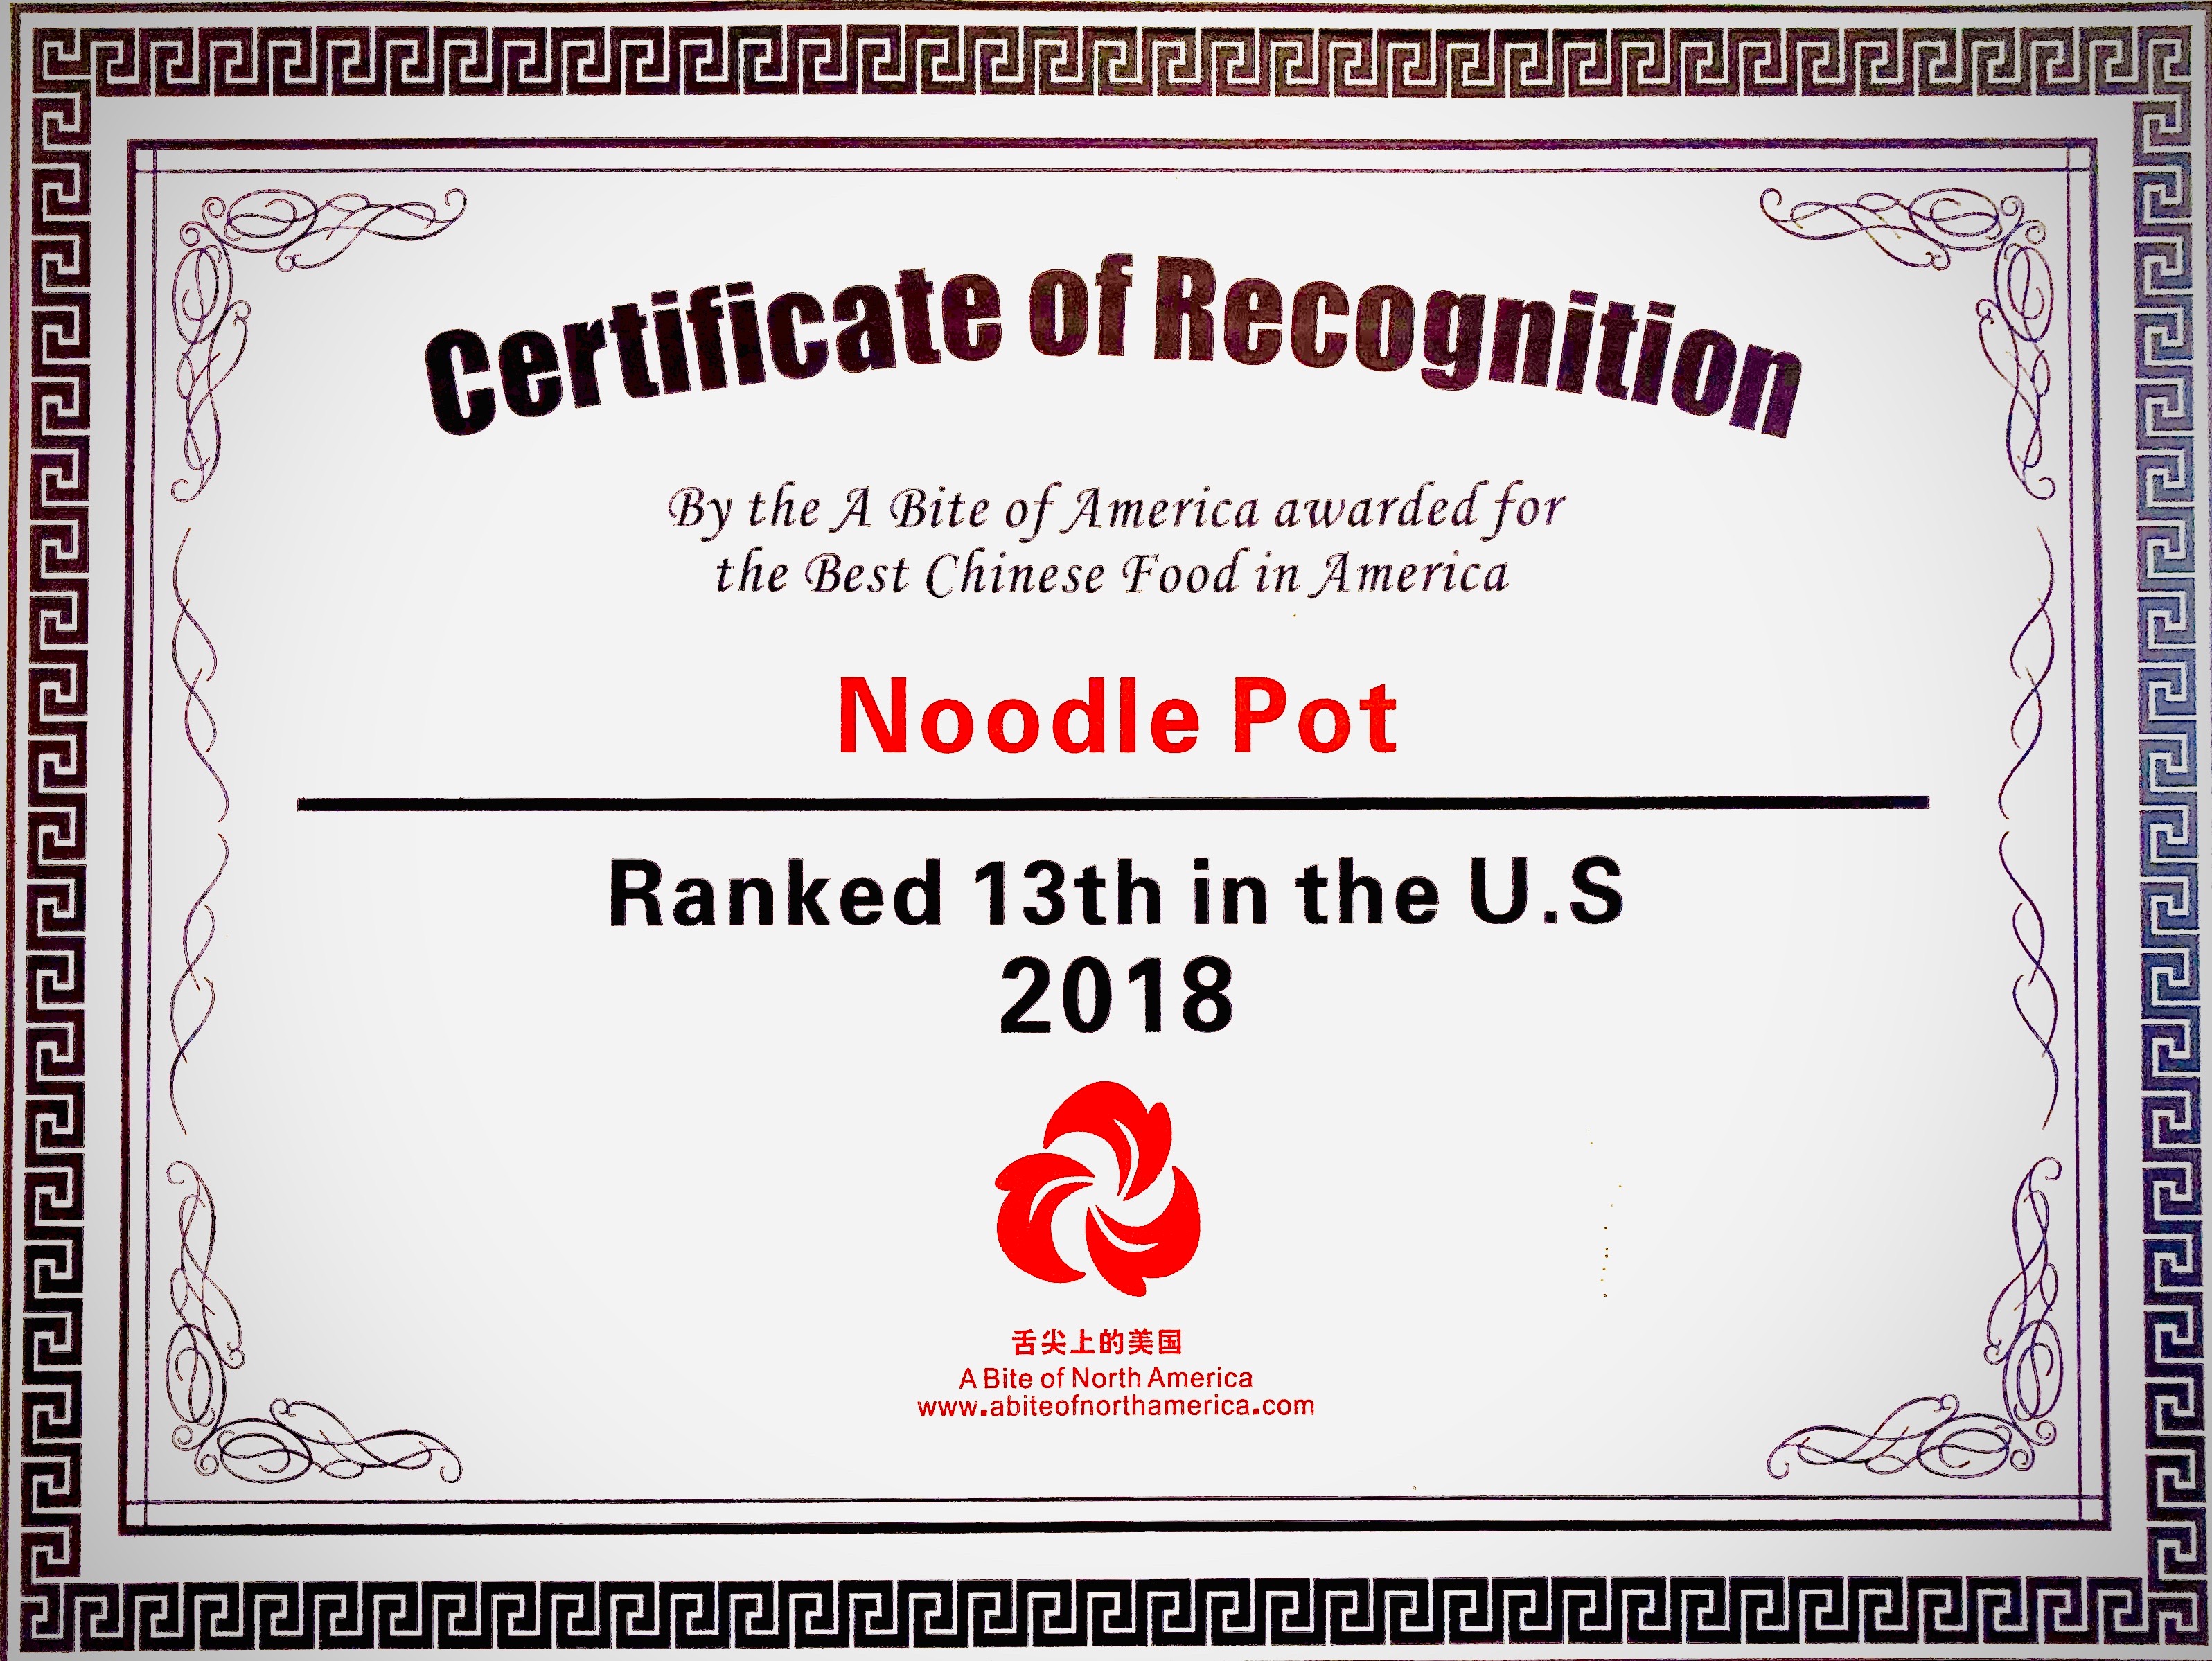 Certificate of Recognition
By the A Bite of America awarded for
the Best Chinese Food in America
Noodle Pot
Ranked 13th in the U.S
2018
舌尖上的美国
A Bite of North America
www.abiteofnorthamerica.com